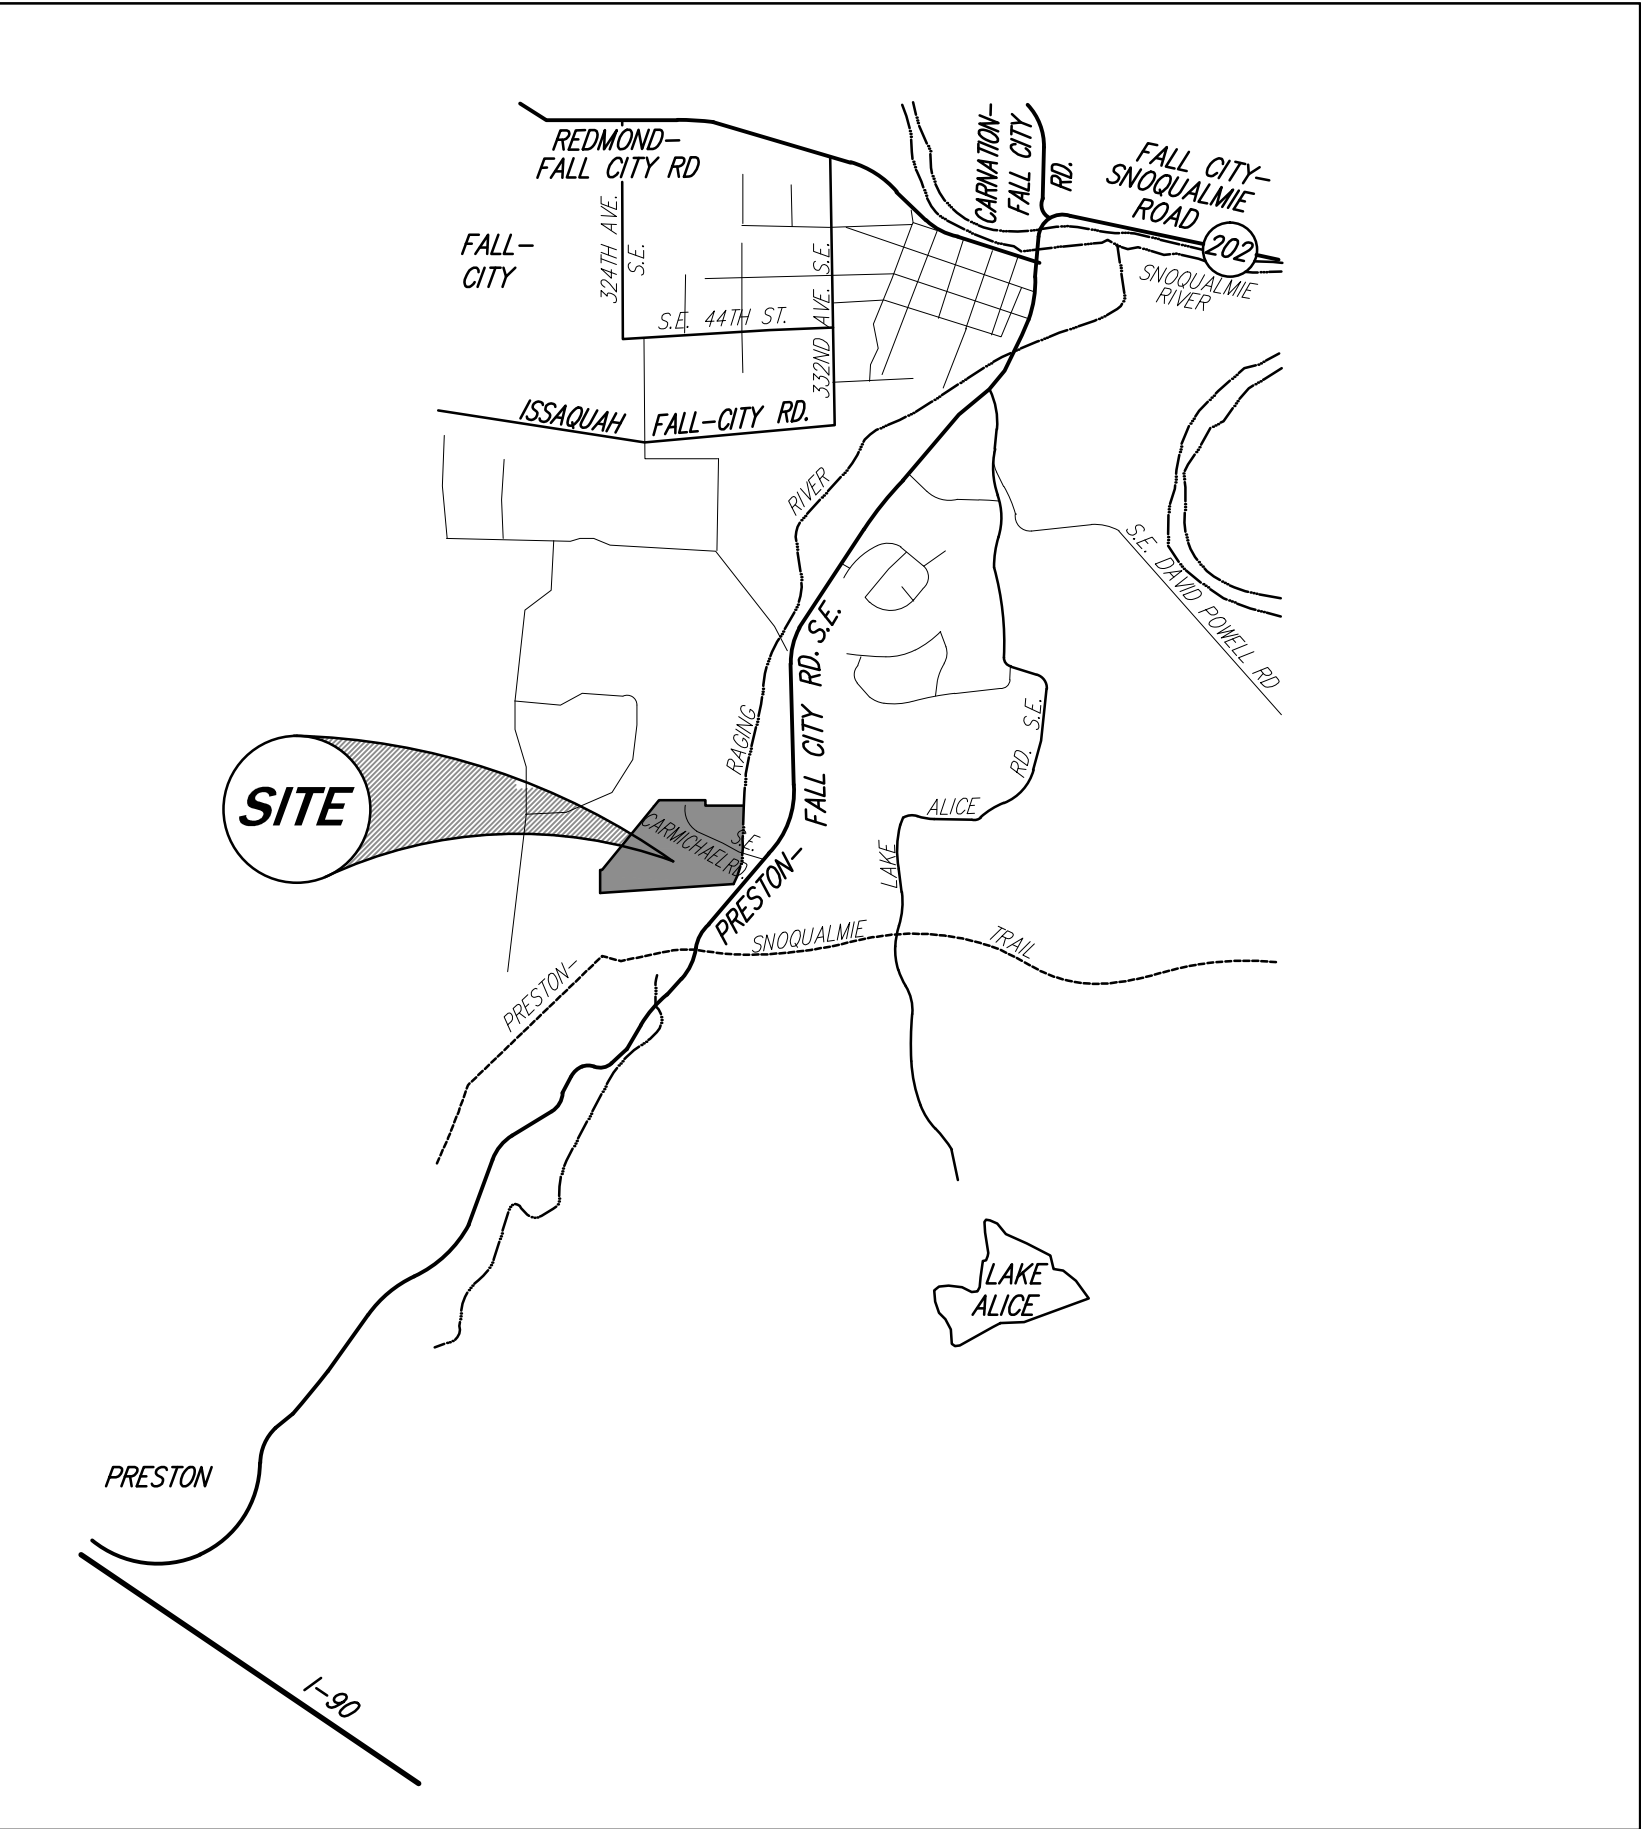 REDMOND-
FALL CITY RD
CARNATION-
FALL CITY
RD.
FALL CITY-
SNOQUALMIE
ROAD
202
SNOQUALMIE
RIVER
FALL-
CITY
324TH AVE.
S.E.
S.E. 44TH ST.
332ND AVE. S.E.
ISSAQUAH
FALL-CITY RD.
RIVER
RAGING
S.E. DAVID POWELL RD
PRESTON-
FALL CITY RD. S.E.
SITE
S.E.
CARMICHAELRD.
LAKE
ALICE
RD. S.E.
PRESTON-
SNOQUALMIE
TRAIL
LAKE
ALICE
PRESTON
I-90